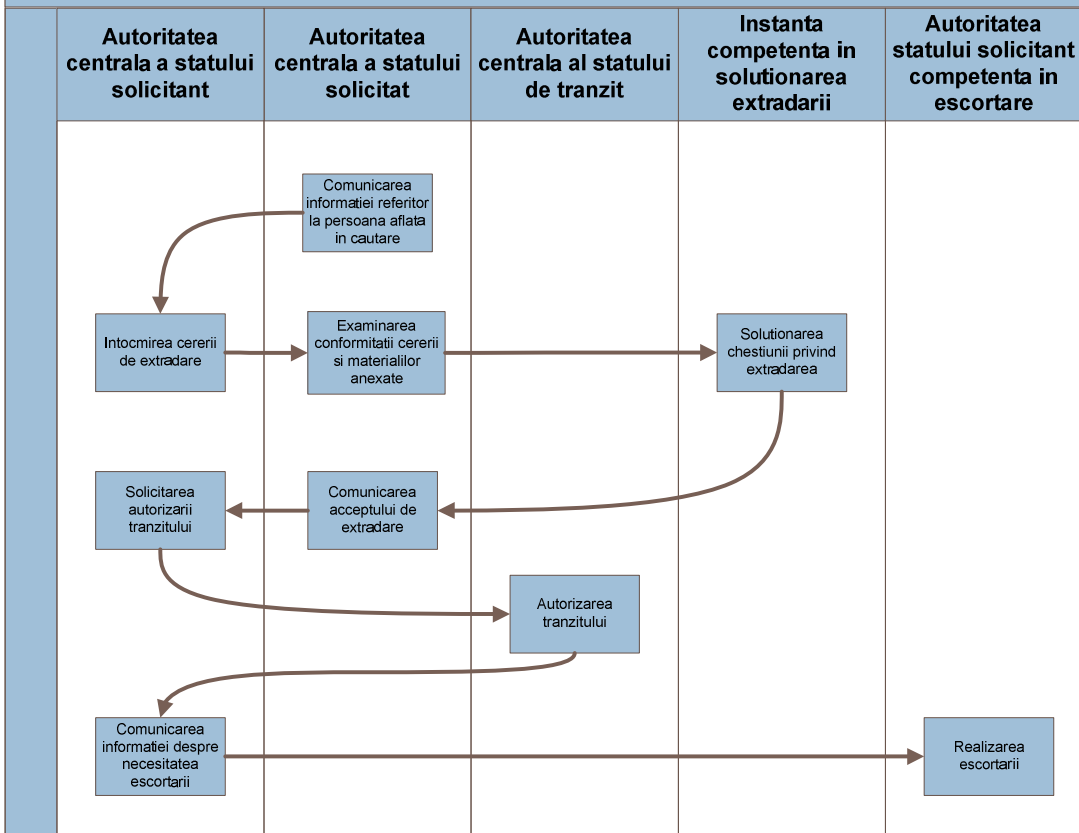 Autoritatea
centrala a statului
solicitant
Autoritatea
centrala a statului
solicitat
Autoritatea
centrala al statului
de tranzit
Instanta
competenta in
solutionarea
extradarii
Autoritatea
statului solicitant
competenta in
escortare
Comunicarea
informatiei referitor
la persoana aflata
in cautare
Intocmirea cererii
de extradare
Examinarea
conformitatii cererii
si materialilor
anexate
Solutionarea
chestiunii privind
extradarea
Solicitarea
autorizarii
tranzitului
Comunicarea
acceptului de
extradare
Autorizarea
tranzitului
Comunicarea
informatiei despre
necesitatea
escortarii
Realizarea
escortarii